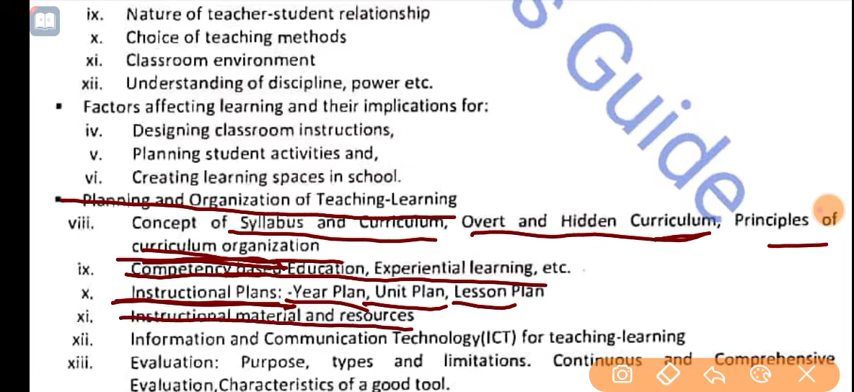 ix. Nature of teacher-student relationship
x. Choice of teaching methods
xi. Classroom environment
xii. Understanding of discipline, power etc.
▪ Factors affecting learning and their implications for:
iv. Designing classroom instructions,
v. Planning student activities and,
vi. Creating learning spaces in school.
▪ Planning and Organization of Teaching-Learning
viii. Concept of Syllabus and Curriculum, Overt and Hidden Curriculum, Principles of
curriculum organization
ix. Competency based Education, Experiential learning, etc.
x. Instructional Plans: -Year Plan, Unit Plan, Lesson Plan
xi. Instructional material and resources
xii. Information and Communication Technology(ICT) for teaching-learning
xiii. Evaluation: Purpose, types and limitations. Continuous and Comprehensive
Evaluation,Characteristics of a good tool.
s Guide